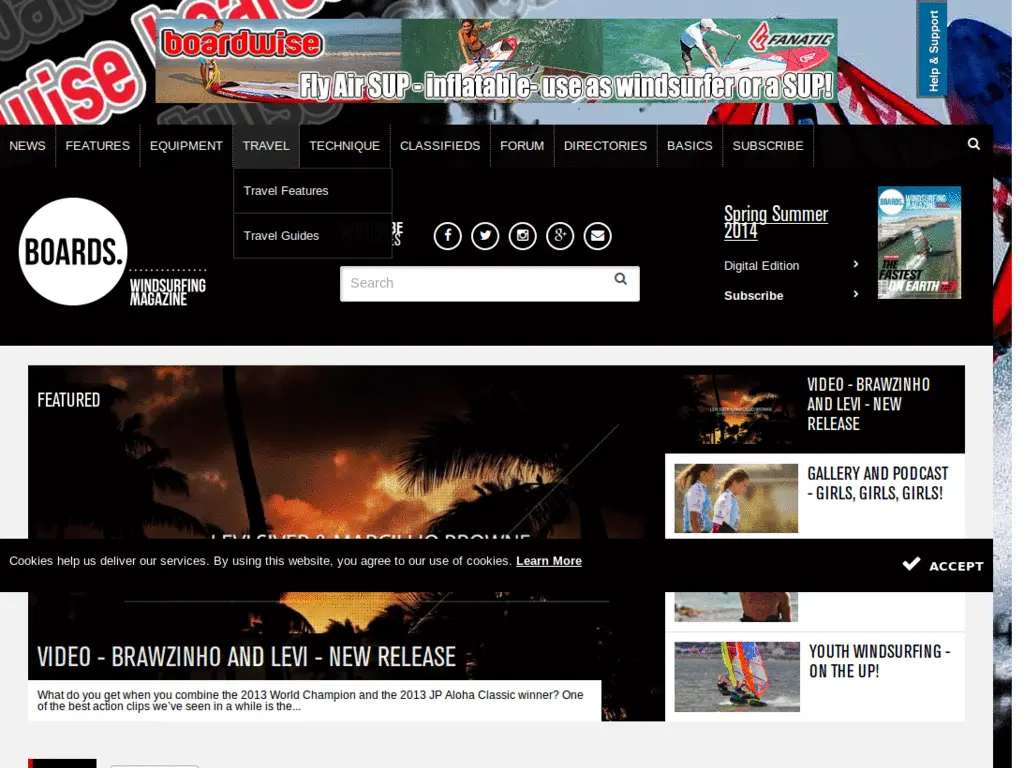 boardwise
FANATIC
Fly Air SUP - inflatable- use as windsurfer or a SUP!
Help & Support
NEWS FEATURES EQUIPMENT TRAVEL TECHNIQUE CLASSIFIEDS FORUM DIRECTORIES BASICS SUBSCRIBE
Travel Features
Travel Guides
BOARDS.
WINDSURFING
MAGAZINE
Search
Spring Summer
2014
Digital Edition
Subscribe
BOARDS.
WINDSURFING
MAGAZINE
THE
FASTEST
ON EARTH
FEATURED
VIDEO - BRAWZINHO AND LEVI - NEW RELEASE
What do you get when you combine the 2013 World Champion and the 2013 JP Aloha Classic winner? One
of the best action clips we've seen in a while is the...
VIDEO - BRAWZINHO
AND LEVI - NEW
RELEASE
GALLERY AND PODCAST
- GIRLS, GIRLS, GIRLS!
YOUTH WINDSURFING -
ON THE UP!
Cookies help us deliver our services. By using this website, you agree to our use of cookies. Learn More
ACCEPT